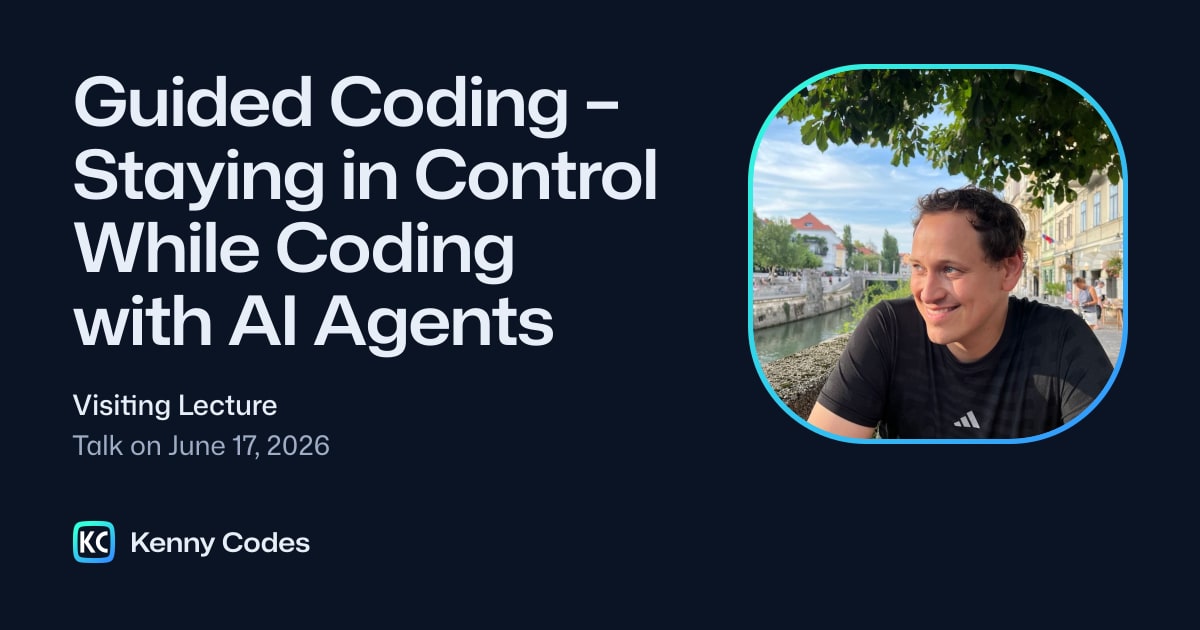 Guided Coding –
Staying in Control
While Coding
with AI Agents
Visiting Lecture
Talk on June 17, 2026
KC Kenny Codes